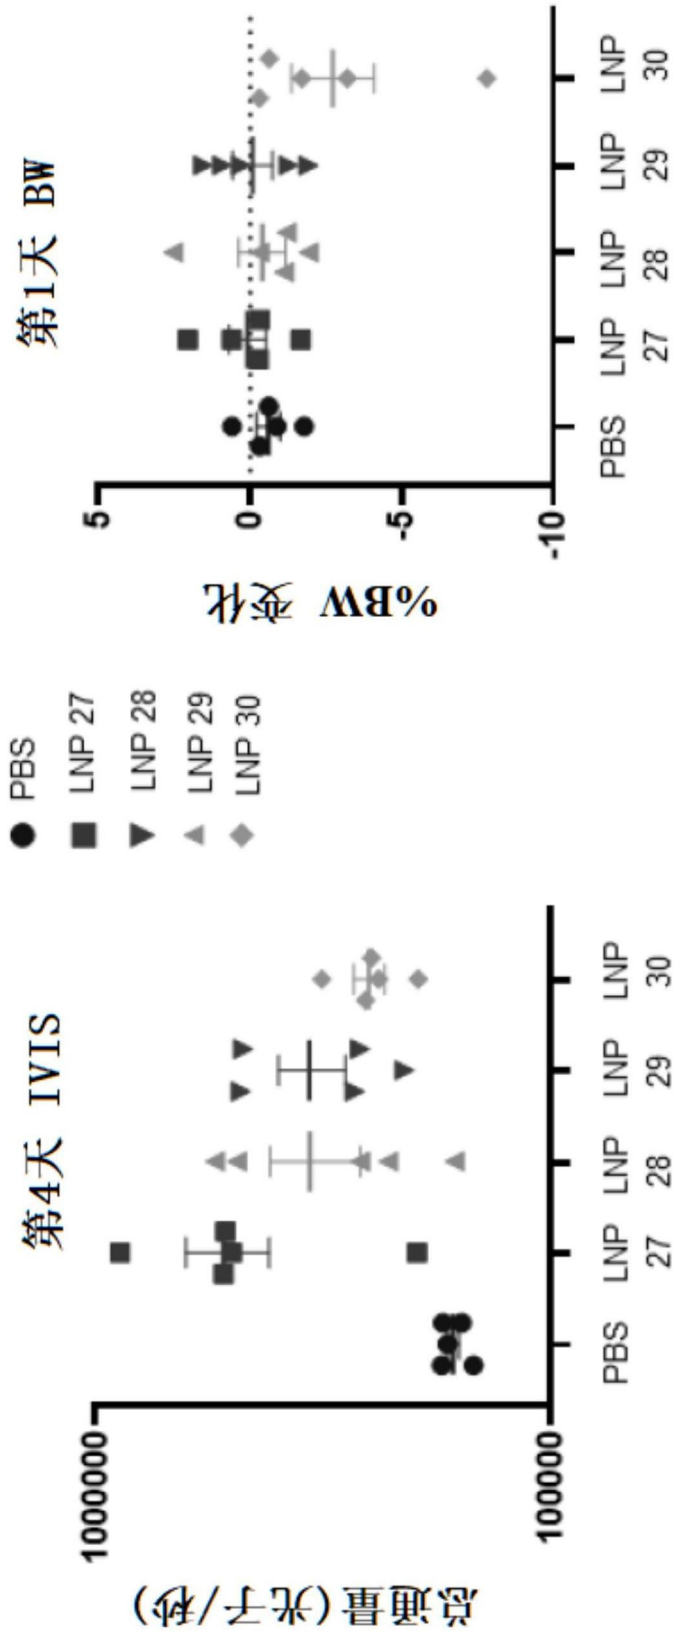 第4天 IVIS
总通量(光子/秒)
1000000
100000
PBS
LNP 27
LNP 28
LNP 29
LNP 30
PBS
LNP 27
LNP 28
LNP 29
LNP 30
第1天 BW
%BW 变化
5
0
-5
-10
PBS
LNP 27
LNP 28
LNP 29
LNP 30